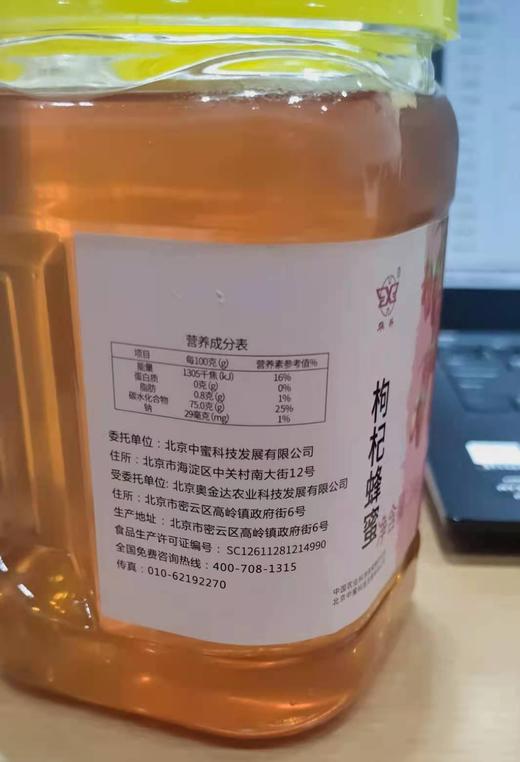 营养成分表
项目 每100克(g) 营养素参考值%
能量 1305千焦(kJ) 16%
蛋白质 0克(g) 0%
脂肪 0.8克(g) 1%
碳水化合物 75.0克(g) 25%
钠 29毫克(mg) 1%
委托单位：北京中蜜科技发展有限公司
住所：北京市海淀区中关村南大街12号
受委托单位：北京奥金达农业科技发展有限公司
住所：北京市密云区高岭镇政府街6号
生产地址：北京市密云区高岭镇政府街6号
食品生产许可证编号：SC12611281214990
全国免费咨询热线：400-708-1315
传真：010-62192270
枸杞蜂蜜
净含